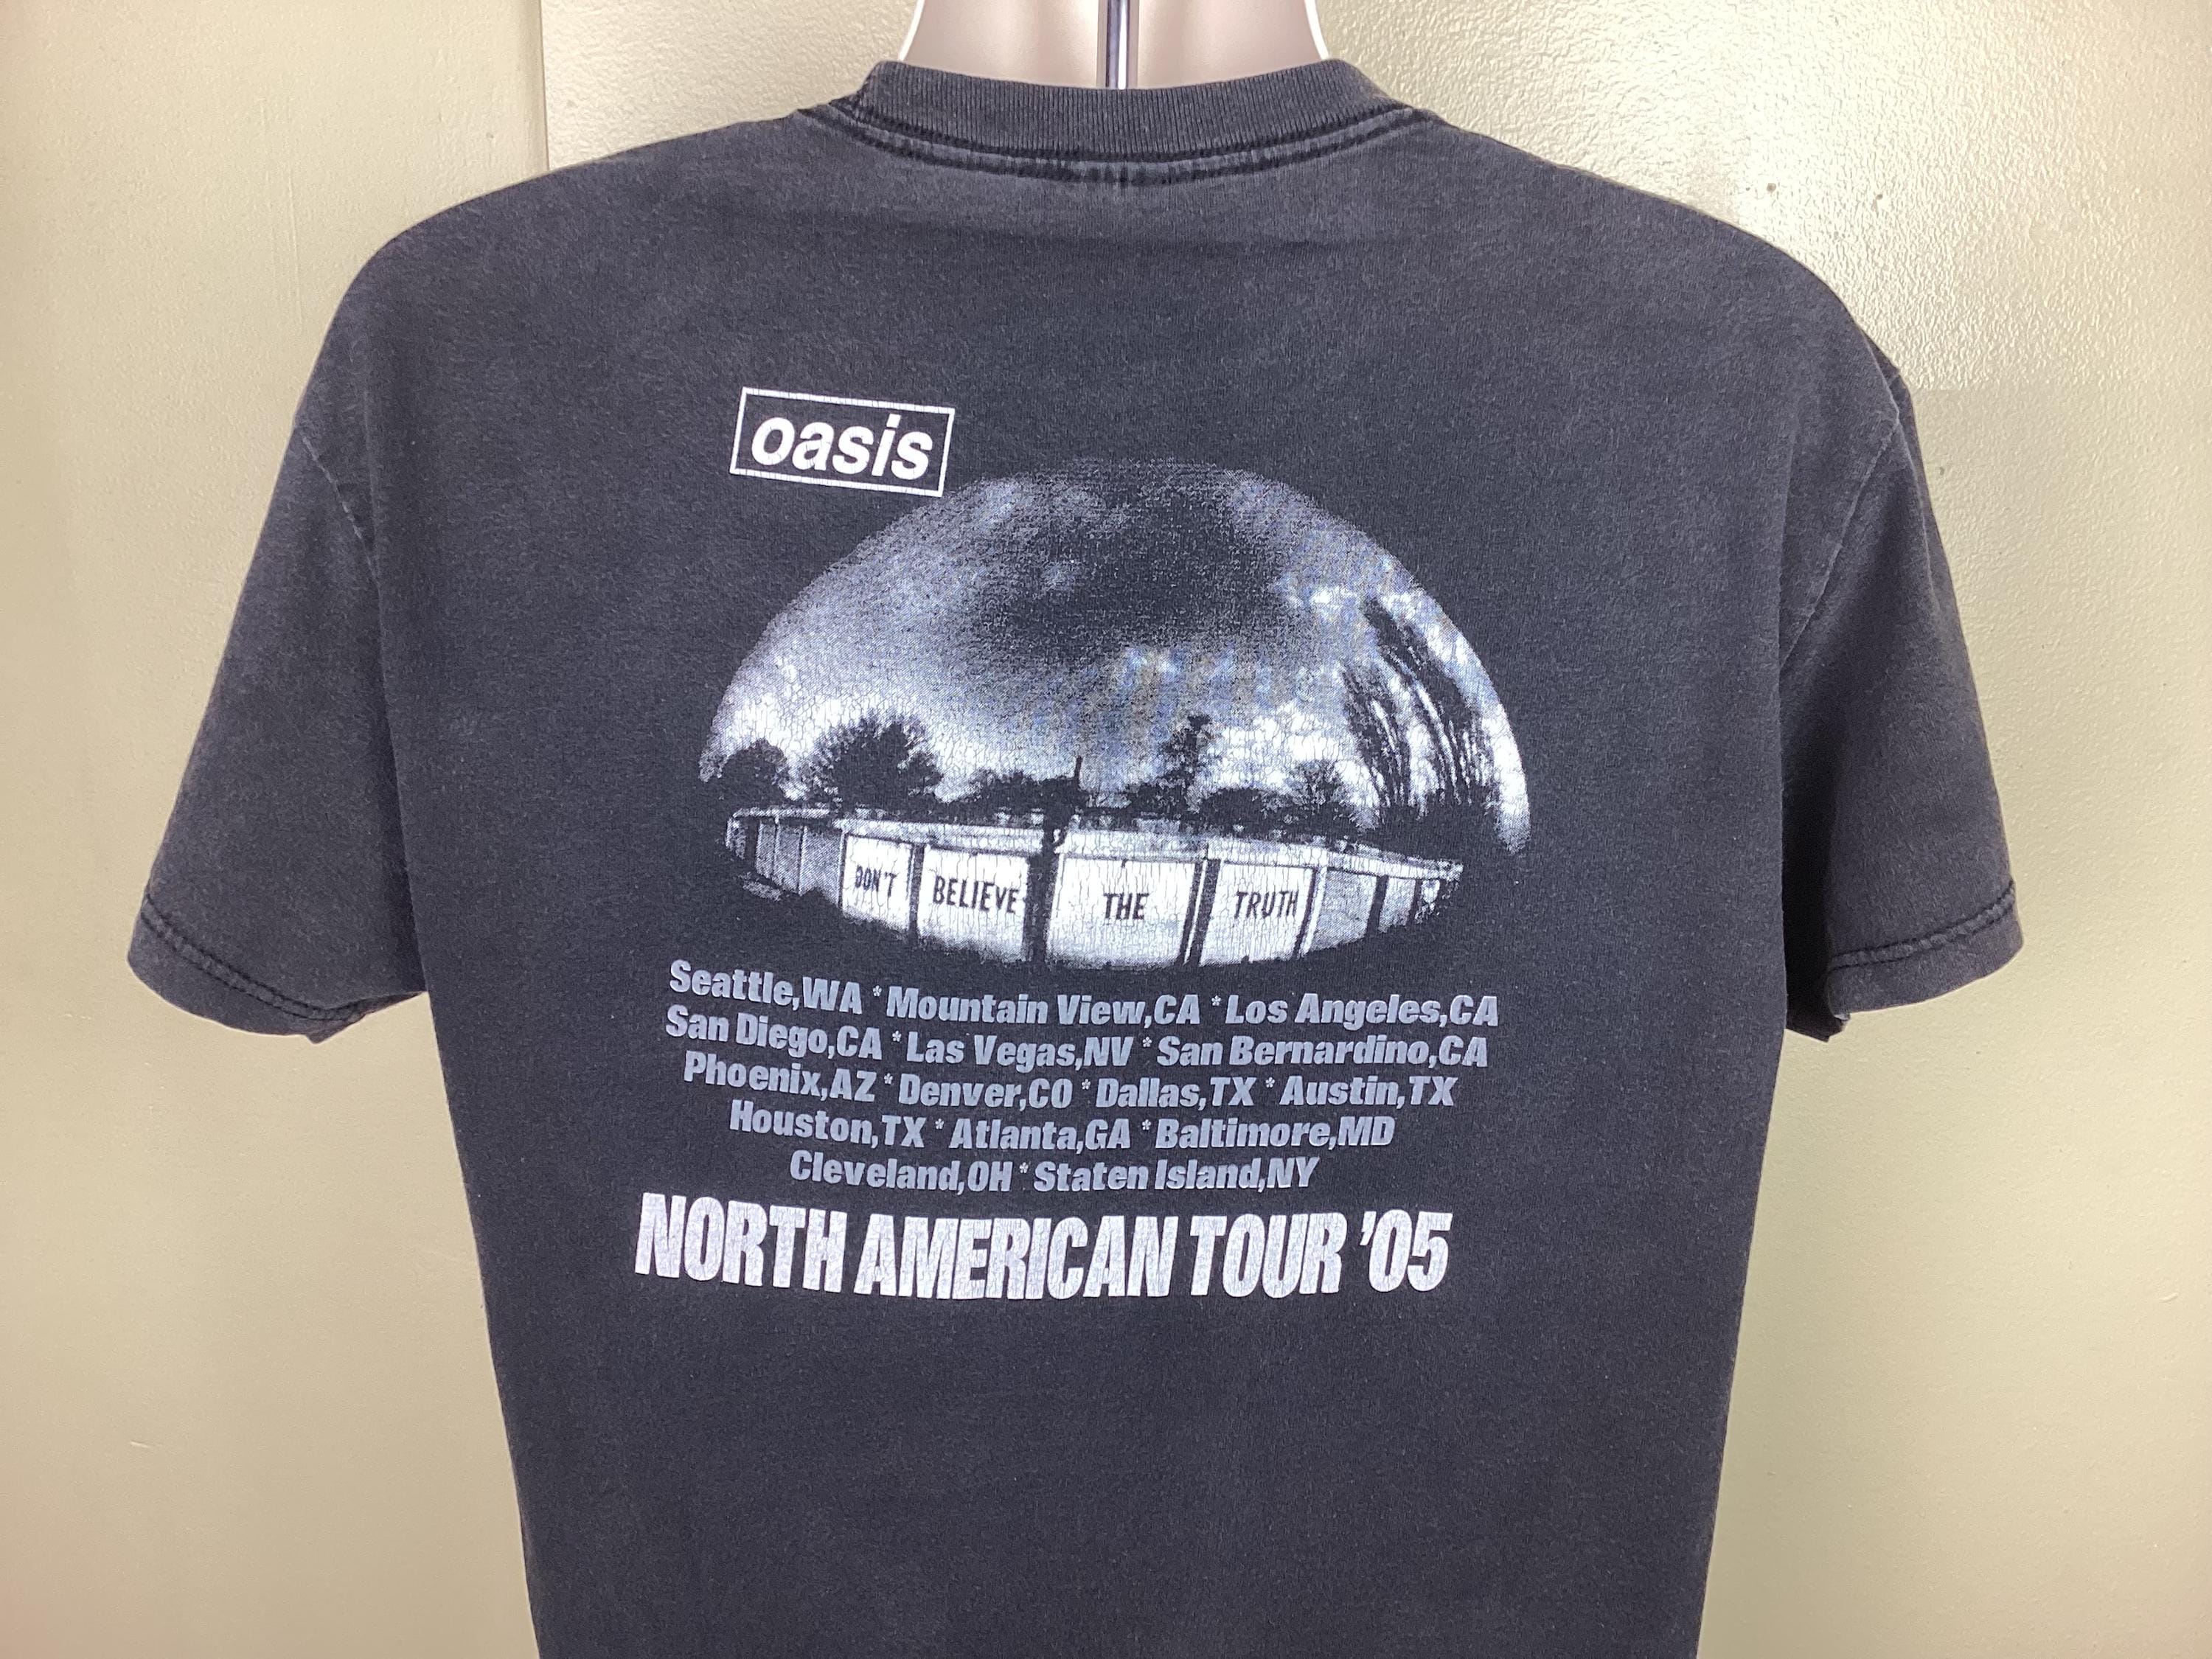 oasis
DON'T BELIEVE THE TRUTH
Seattle,WA * Mountain View,CA * Los Angeles,CA
San Diego,CA * Las Vegas,NV * San Bernardino,CA
Phoenix,AZ * Denver,CO * Dallas,TX * Austin,TX
Houston,TX * Atlanta,GA * Baltimore,MD
Cleveland,OH * Staten Island,NY
NORTH AMERICAN TOUR '05